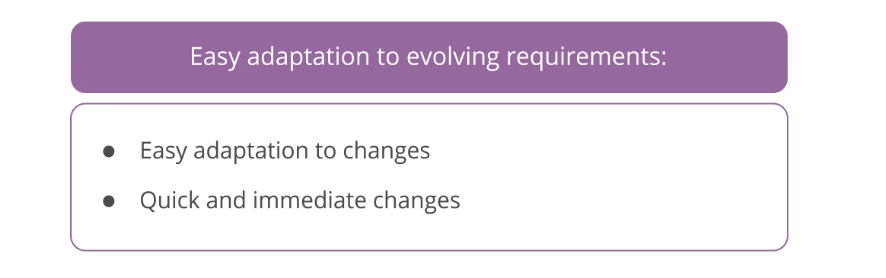 Easy adaptation to evolving requirements:
● Easy adaptation to changes
● Quick and immediate changes